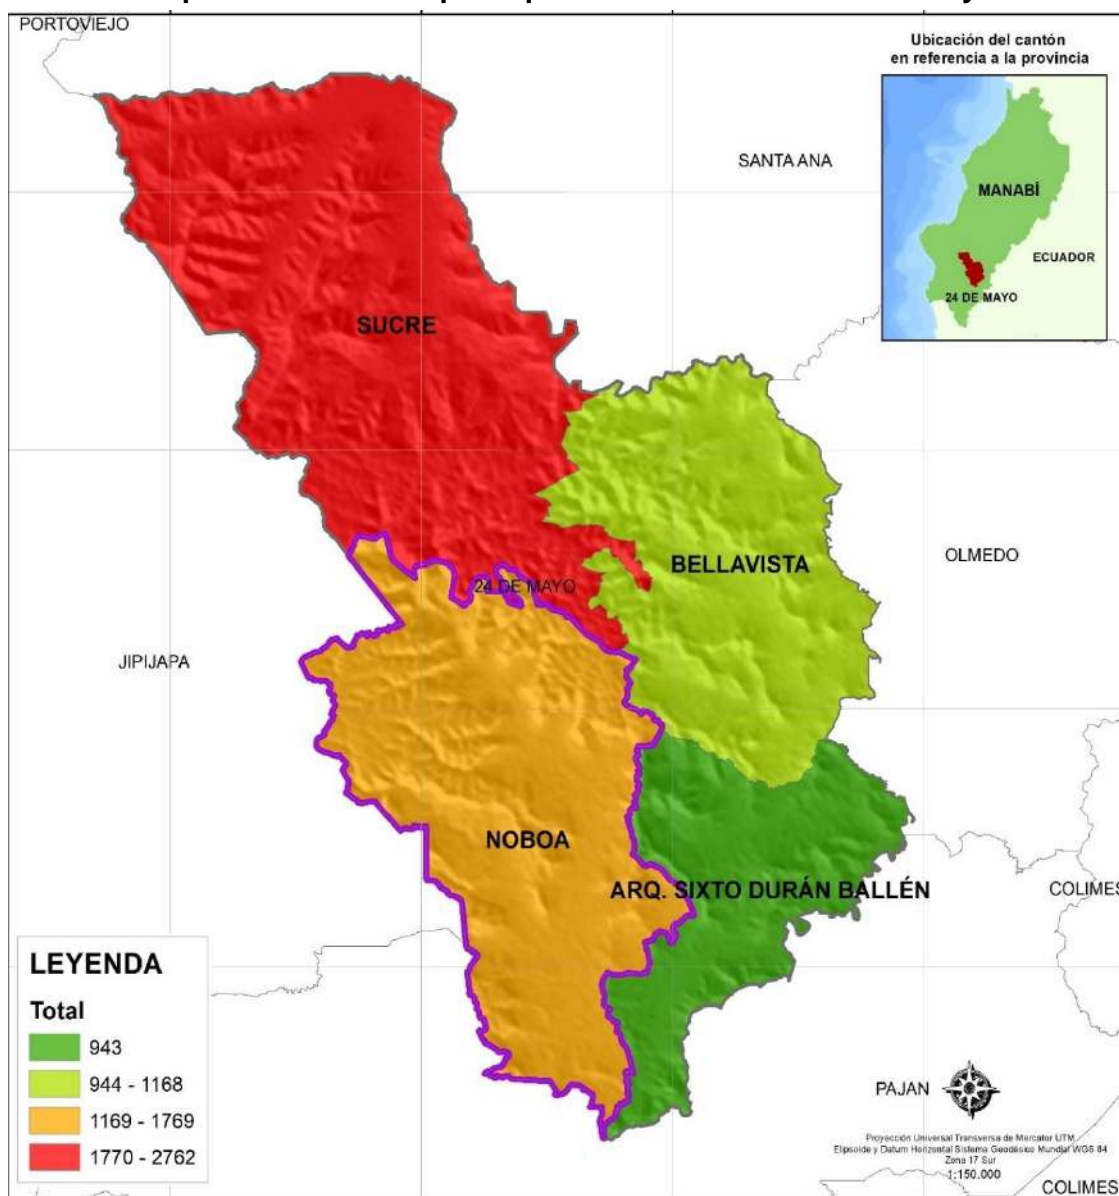 PORTOVIEJO
Ubicación del cantón
en referencia a la provincia
SANTA ANA
MANABÍ
ECUADOR
24 DE MAYO
SUCRE
OLMEDO
BELLAVISTA
24 DE MAYO
JIPIJAPA
NOBOA
ARQ. SIXTO DURÁN BALLÉN
COLIMES
LEYENDA
Total
943
944 - 1168
1169 - 1769
1770 - 2762
PAJAN
Proyección Universal Transversa de Mercator UTM
Elipsoide y Datum Horizontal Sistema Geodésico Mundial WGS 84
Zona 17 Sur
1:150.000
COLIMES